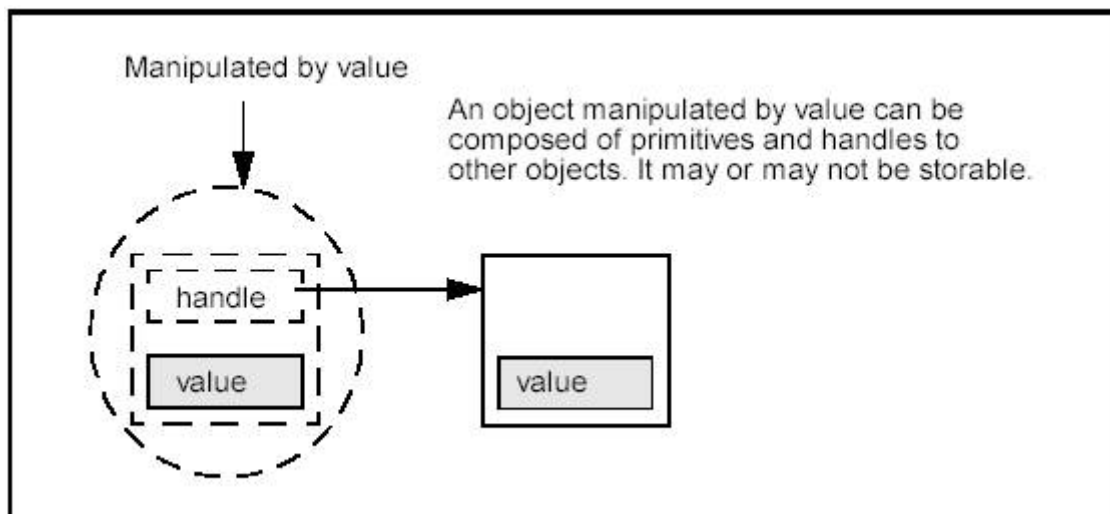 Manipulated by value
An object manipulated by value can be
composed of primitives and handles to
other objects. It may or may not be storable.
handle
value
value